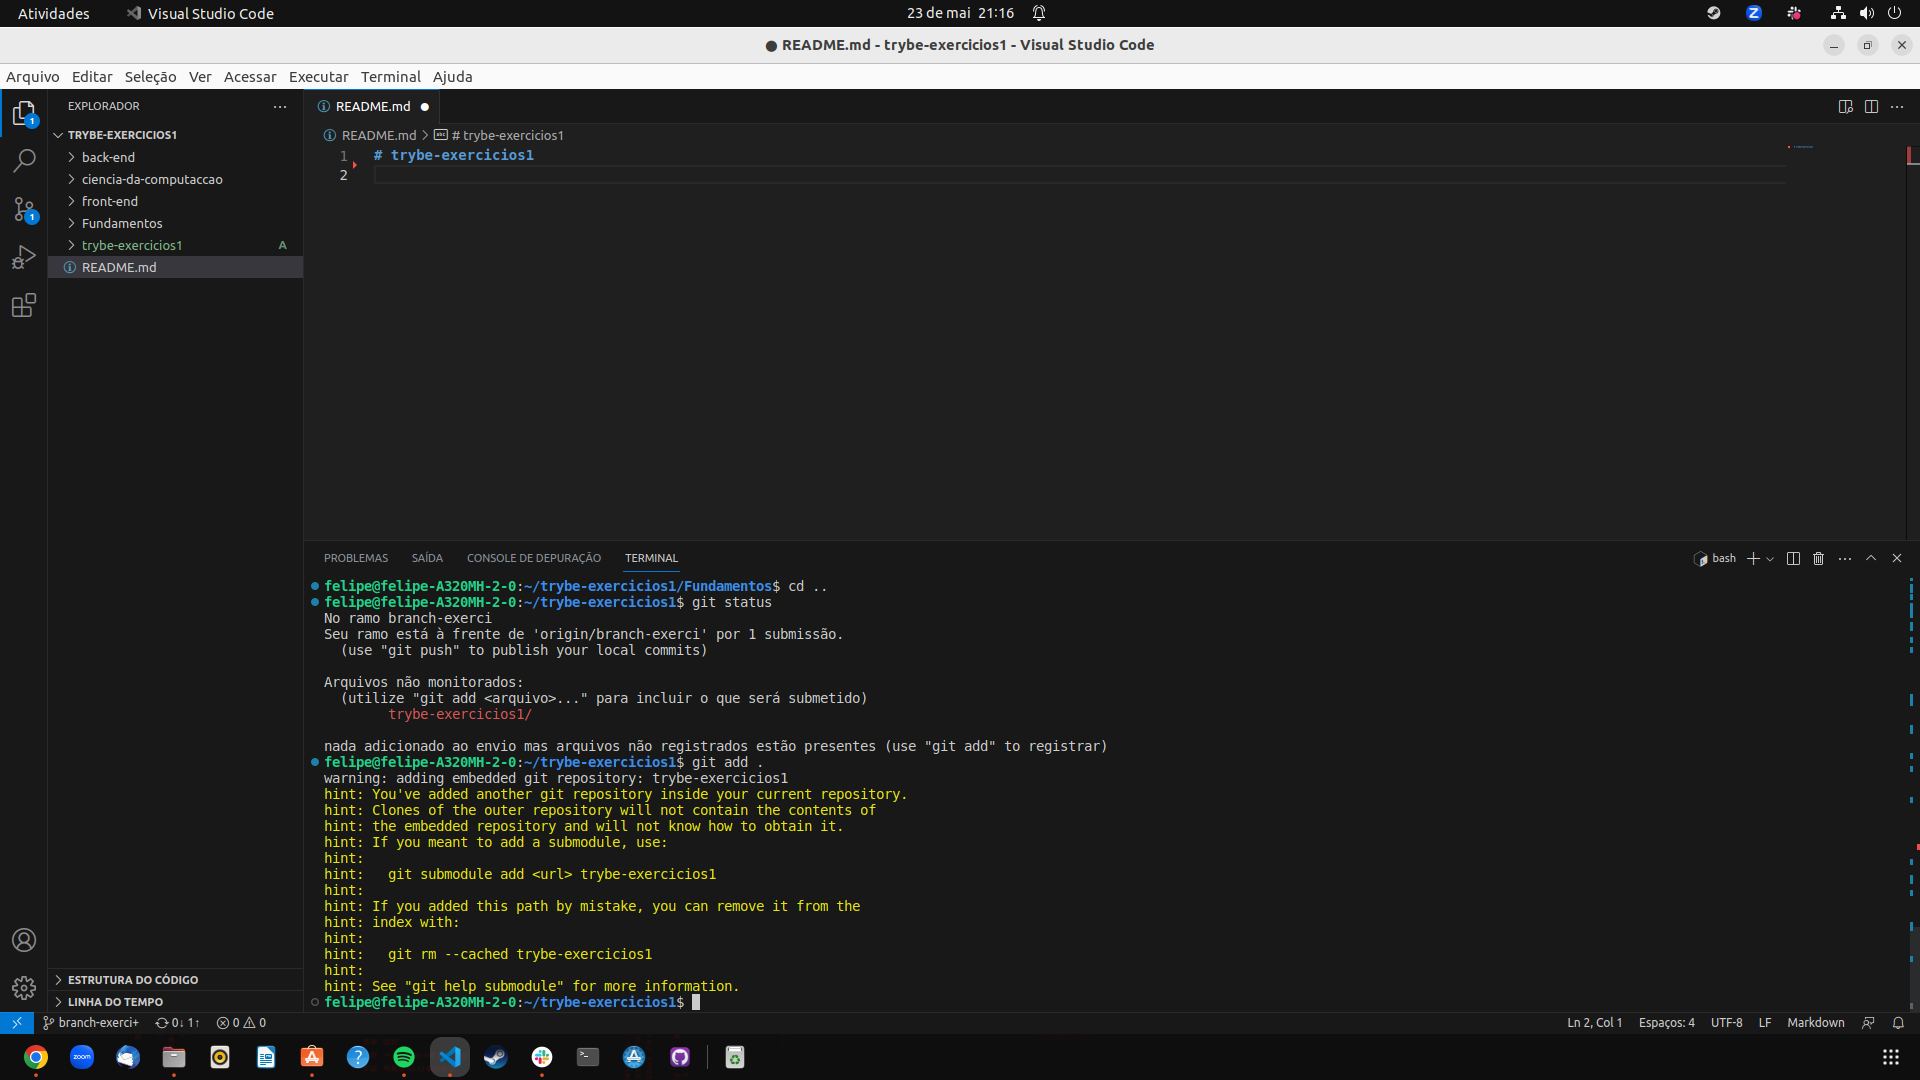 Atividades
Visual Studio Code
23 de mai 21:16
README.md - trybe-exercicios1 - Visual Studio Code
Arquivo Editar Seleção Ver Acessar Executar Terminal Ajuda
EXPLORADOR
README.md
TRYBE-EXERCICIOS1
README.md > # trybe-exercicios1
back-end
ciencia-da-computaccao
front-end
Fundamentos
trybe-exercicios1 A
README.md
1
1
1 # trybe-exercicios1
2
PROBLEMAS SAÍDA CONSOLE DE DEPURAÇÃO TERMINAL
bash
felipe@felipe-A320MH-2-0:~/trybe-exercicios1/Fundamentos$ cd ..
felipe@felipe-A320MH-2-0:~/trybe-exercicios1$ git status
No ramo branch-exerci
Seu ramo está à frente de 'origin/branch-exerci' por 1 submissão.
(use "git push" to publish your local commits)
Arquivos não monitorados:
(utilize "git add <arquivo>..." para incluir o que será submetido)
trybe-exercicios1/
nada adicionado ao envio mas arquivos não registrados estão presentes (use "git add" to registrar)
felipe@felipe-A320MH-2-0:~/trybe-exercicios1$ git add .
warning: adding embedded git repository: trybe-exercicios1
hint: You've added another git repository inside your current repository.
hint: Clones of the outer repository will not contain the contents of
hint: the embedded repository and will not know how to obtain it.
hint: If you meant to add a submodule, use:
hint:
hint: git submodule add <url> trybe-exercicios1
hint:
hint: If you added this path by mistake, you can remove it from the
hint: index with:
hint:
hint: git rm --cached trybe-exercicios1
hint:
hint: See "git help submodule" for more information.
felipe@felipe-A320MH-2-0:~/trybe-exercicios1$
ESTRUTURA DO CÓDIGO
LINHA DO TEMPO
branch-exerci+ 0↓ 1↑ 0 0
Ln 2, Col 1 Espaços: 4 UTF-8 LF Markdown
zoom